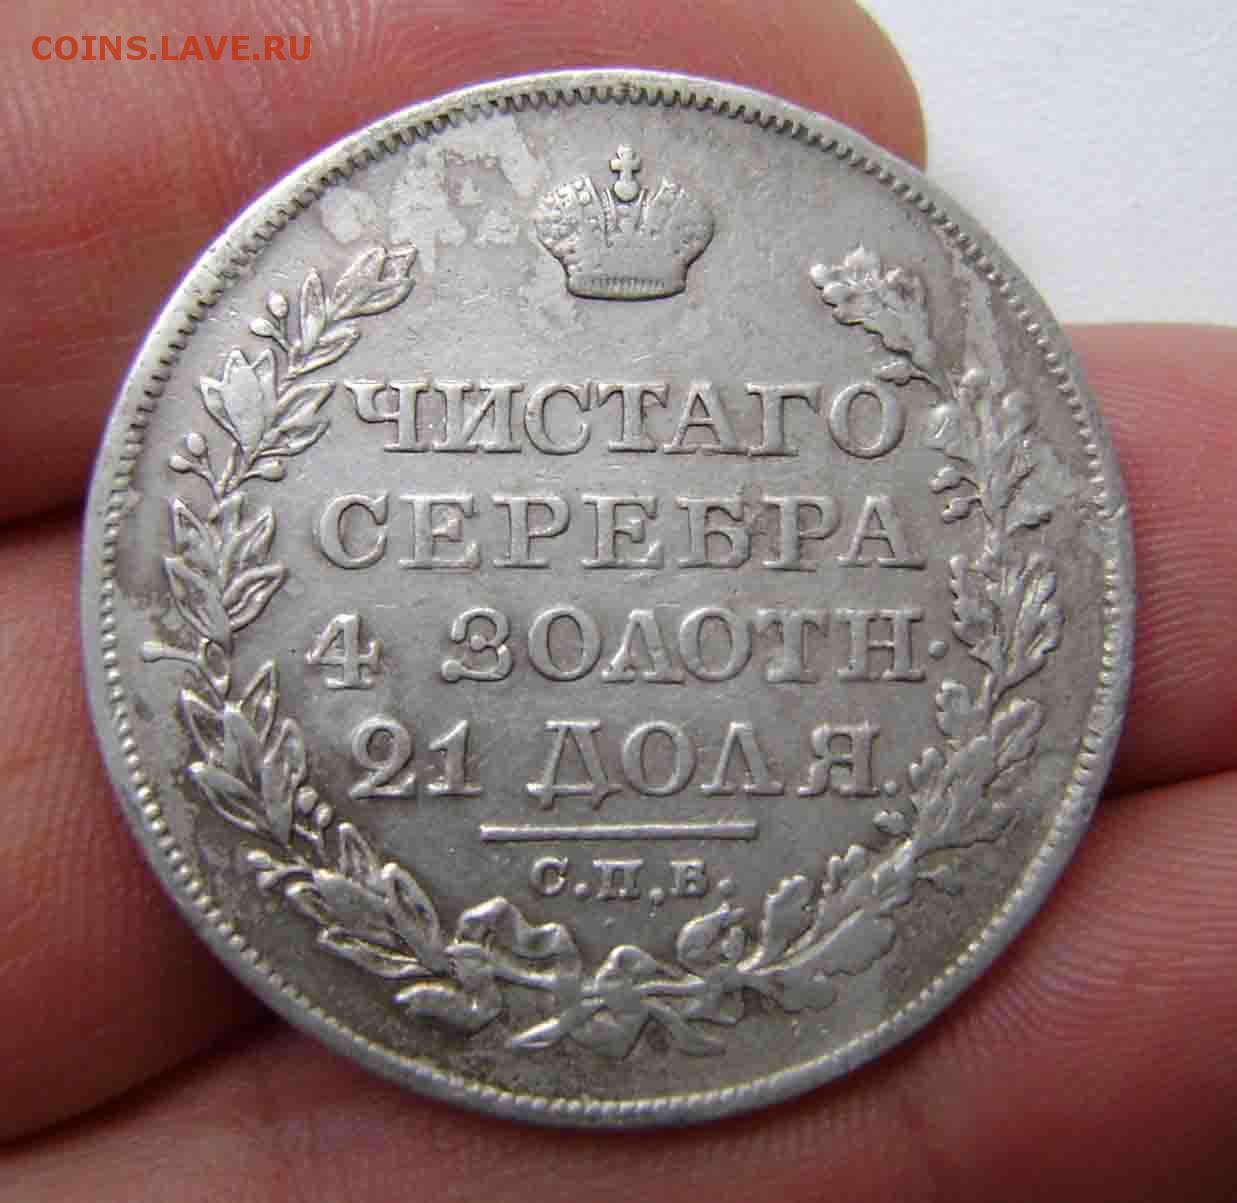 COINS.LAVE.RU
ЧИСТАГО
СЕРЕБРА
4 ЗОЛОТН.
21 ДОЛЯ.
С.П.Б.